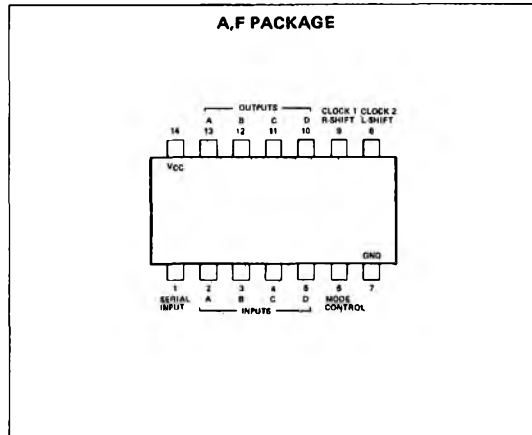 A,F PACKAGE
OUTPUTS CLOCK 1 CLOCK 2
A B C D R-SHIFT L-SHIFT
14 13 12 11 10 9 8
VCC
GND
1 2 3 4 5 6 7
SERIAL A B C D MODE
INPUT INPUTS CONTROL